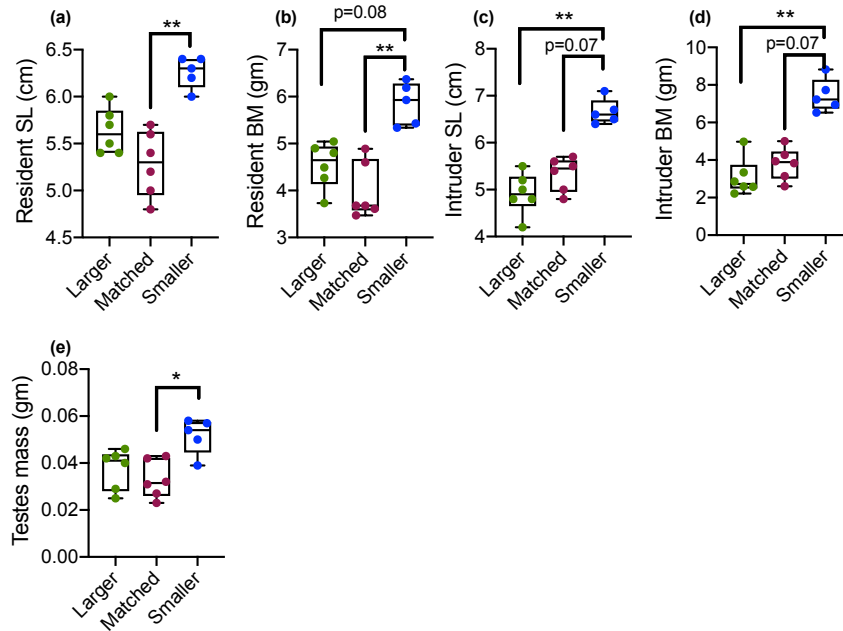 (a)
**
Resident SL (cm)
6.5
6.0
5.5
5.0
4.5
Larger
Matched
Smaller
(b)
p=0.08
**
Resident BM (gm)
7
6
5
4
3
Larger
Matched
Smaller
(c)
**
p=0.07
Intruder SL (cm)
8
7
6
5
4
Larger
Matched
Smaller
(d)
**
p=0.07
Intruder BM (gm)
10
8
6
4
2
0
Larger
Matched
Smaller
(e)
*
Testes mass (gm)
0.08
0.06
0.04
0.02
0.00
Larger
Matched
Smaller